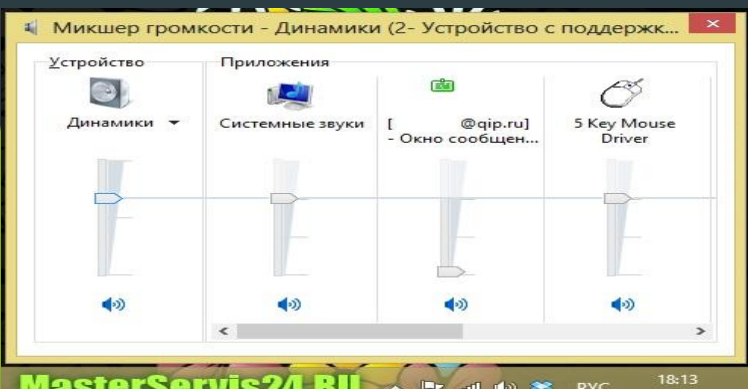 Микшер громкости - Динамики (2- Устройство с поддержк...
Устройство
Приложения
Динамики
Системные звуки
[ @qip.ru]
- Окно сообщен...
5 Key Mouse
Driver
MasterServis24.RU
РУС
18:13